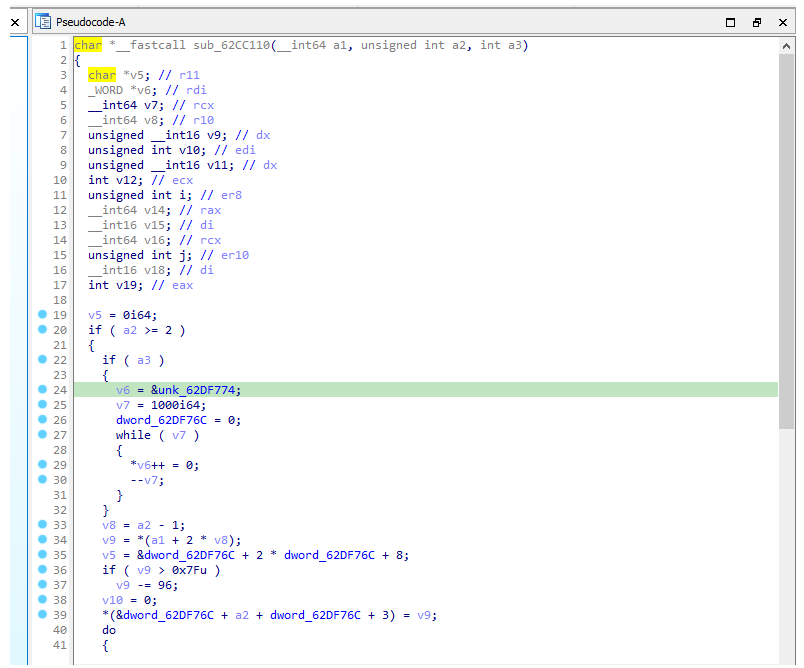 Pseudocode-A
1 char *__fastcall sub_62CC110(__int64 a1, unsigned int a2, int a3)
2 {
3 char *v5; // r11
4 _WORD *v6; // rdi
5 __int64 v7; // rcx
6 __int64 v8; // r10
7 unsigned __int16 v9; // dx
8 unsigned int v10; // edi
9 unsigned __int16 v11; // dx
10 int v12; // ecx
11 unsigned int i; // er8
12 __int64 v14; // rax
13 __int16 v15; // di
14 __int64 v16; // rcx
15 unsigned int j; // er10
16 __int16 v18; // di
17 int v19; // eax
18
19 v5 = 0i64;
20 if ( a2 >= 2 )
21 {
22 if ( a3 )
23 {
24 v6 = &unk_62DF774;
25 v7 = 1000i64;
26 dword_62DF76C = 0;
27 while ( v7 )
28 {
29 *v6++ = 0;
30 --v7;
31 }
32 }
33 v8 = a2 - 1;
34 v9 = *(a1 + 2 * v8);
35 v5 = &dword_62DF76C + 2 * dword_62DF76C + 8;
36 if ( v9 > 0x7Fu )
37 v9 -= 96;
38 v10 = 0;
39 *(&dword_62DF76C + a2 + dword_62DF76C + 3) = v9;
40 do
41 {